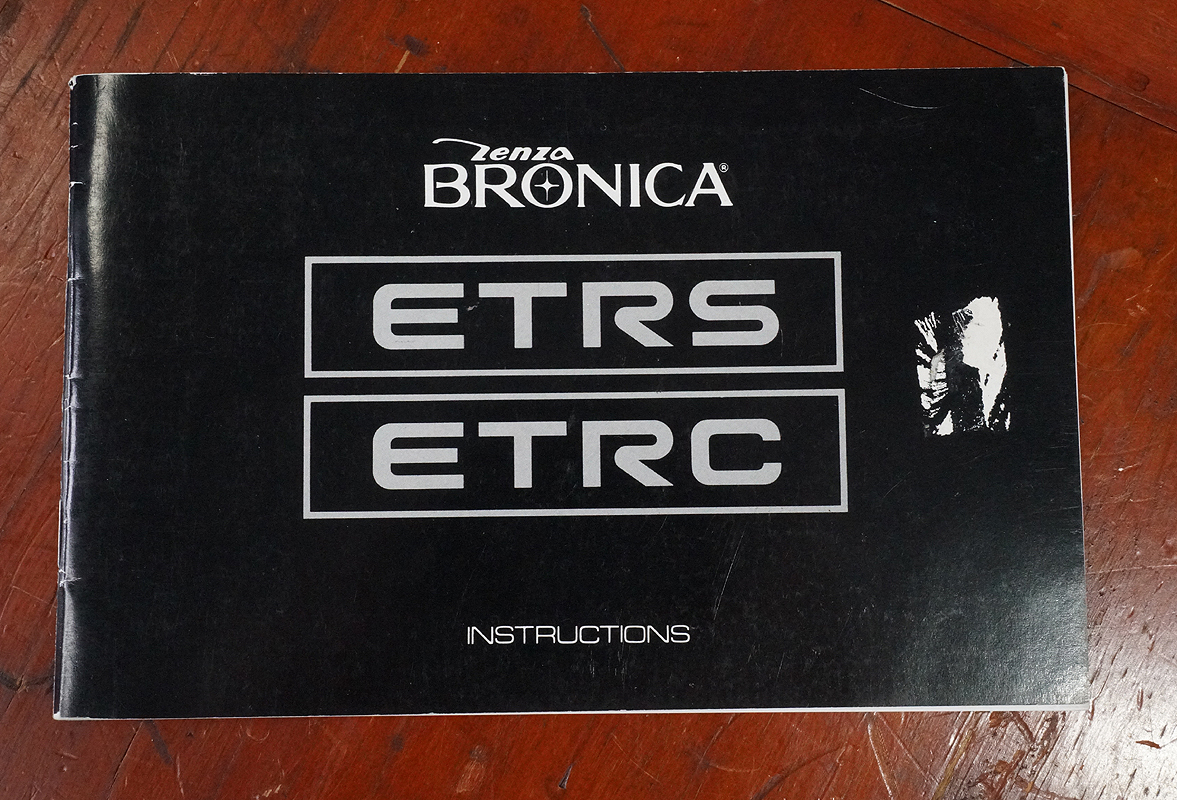 Zenza
BRONICA®
ETRS
ETRC
INSTRUCTIONS